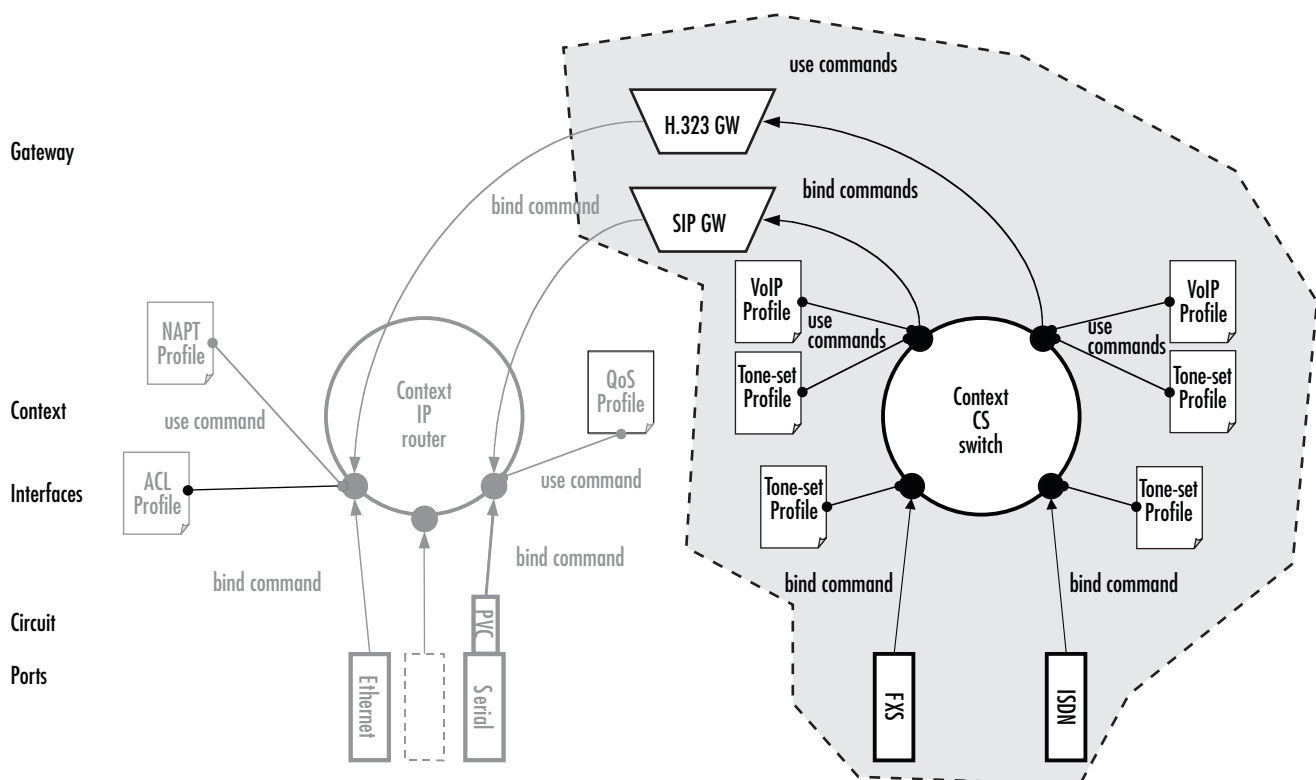 use commands
H.323 GW
Gateway
bind commands
bind command
SIP GW
VoIP
Profile
VoIP
Profile
use
commands
use
commands
NAPT
Profile
Tone-set
Profile
Tone-set
Profile
QoS
Profile
Context
IP
router
Context
CS
switch
Context
use command
ACL
Profile
Interfaces
use command
Tone-set
Profile
Tone-set
Profile
bind command
bind command
bind command
bind command
Circuit
PVC
Ports
Ethernet
Serial
FXS
ISDN